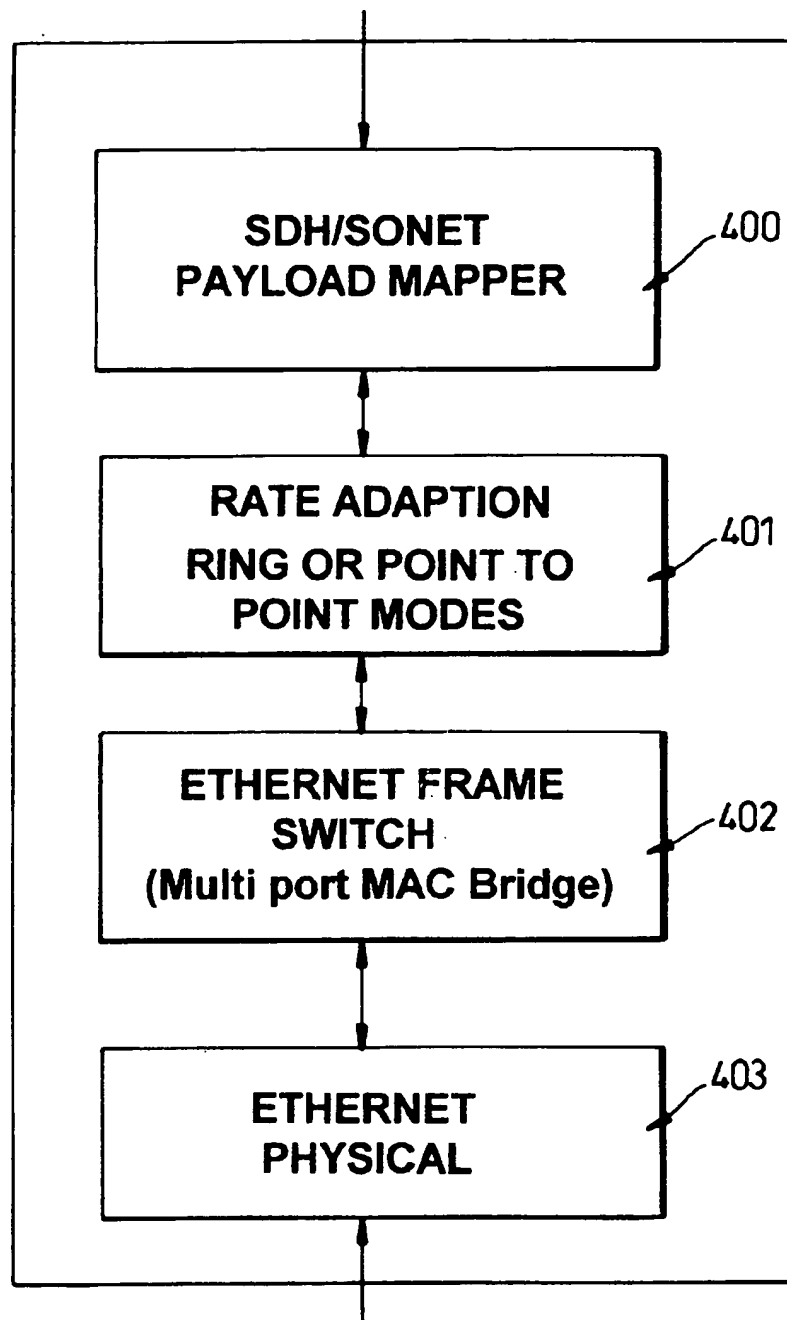 SDH/SONET
PAYLOAD MAPPER
400
RATE ADAPTION
RING OR POINT TO
POINT MODES
401
ETHERNET FRAME
SWITCH
(Multi port MAC Bridge)
402
ETHERNET
PHYSICAL
403